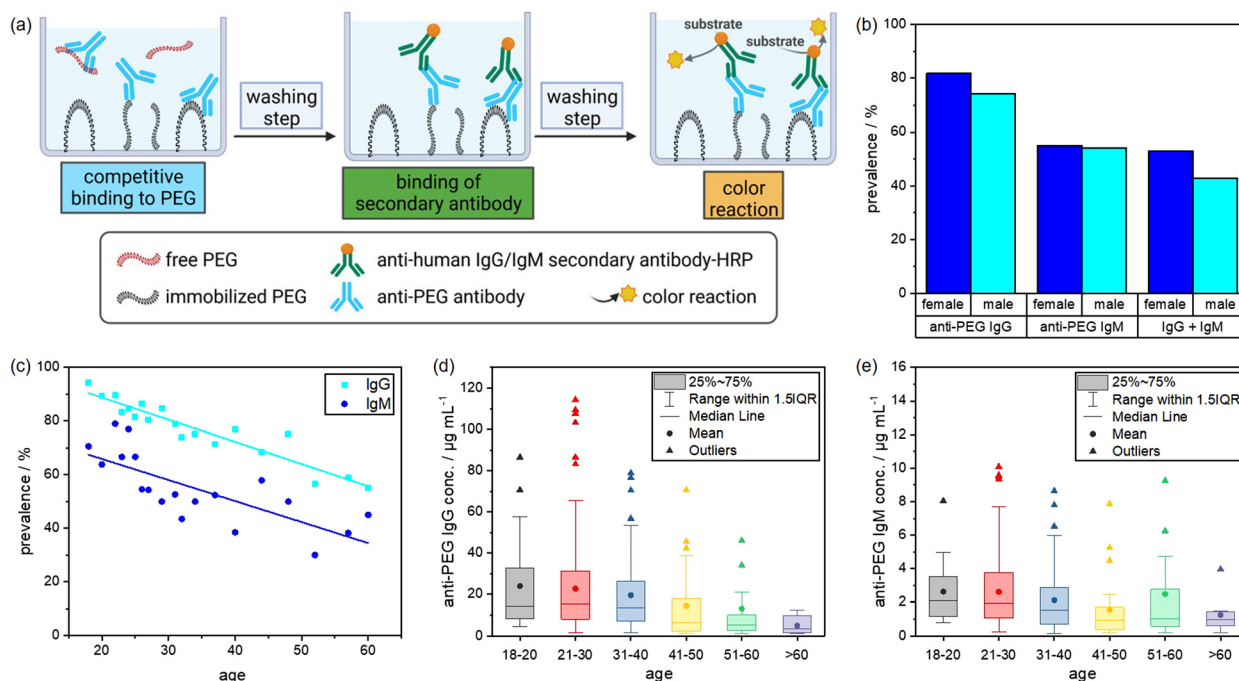 (a)
substrate
substrate
washing
step
washing
step
competitive
binding to PEG
binding of
secondary antibody
color
reaction
free PEG
anti-human IgG/IgM secondary antibody-HRP
immobilized PEG
anti-PEG antibody
color reaction
(b)
prevalence / %
100
80
60
40
20
0
female male female male female male
anti-PEG IgG anti-PEG IgM IgG + IgM
(c)
prevalence / %
100
80
60
40
20
0
20 30 40 50 60
age
IgG
IgM
(d)
anti-PEG IgG conc. / µg mL⁻¹
120
100
80
60
40
20
0
25%~75%
Range within 1.5IQR
Median Line
Mean
Outliers
18-20 21-30 31-40 41-50 51-60 >60
age
(e)
anti-PEG IgM conc. / µg mL⁻¹
16
14
12
10
8
6
4
2
0
25%~75%
Range within 1.5IQR
Median Line
Mean
Outliers
18-20 21-30 31-40 41-50 51-60 >60
age